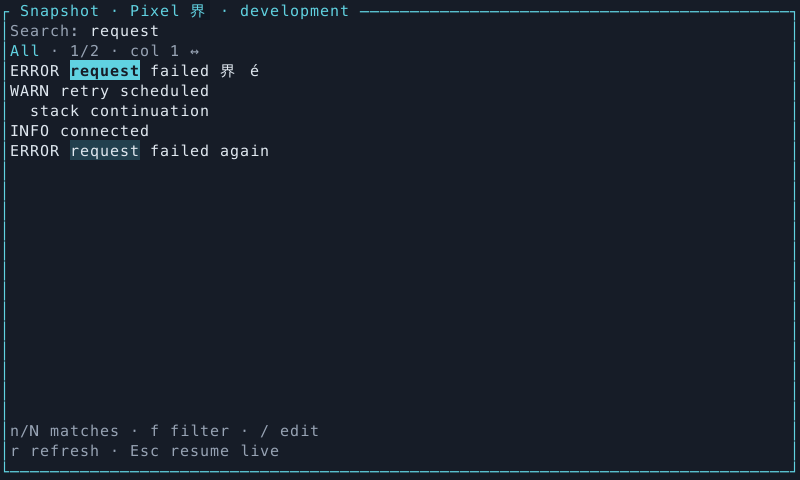 Snapshot · Pixel 界 · development
Search: request
All · 1/2 · col 1 ↔
ERROR request failed 界 é
WARN retry scheduled
  stack continuation
INFO connected
ERROR request failed again
n/N matches · f filter · / edit
r refresh · Esc resume live